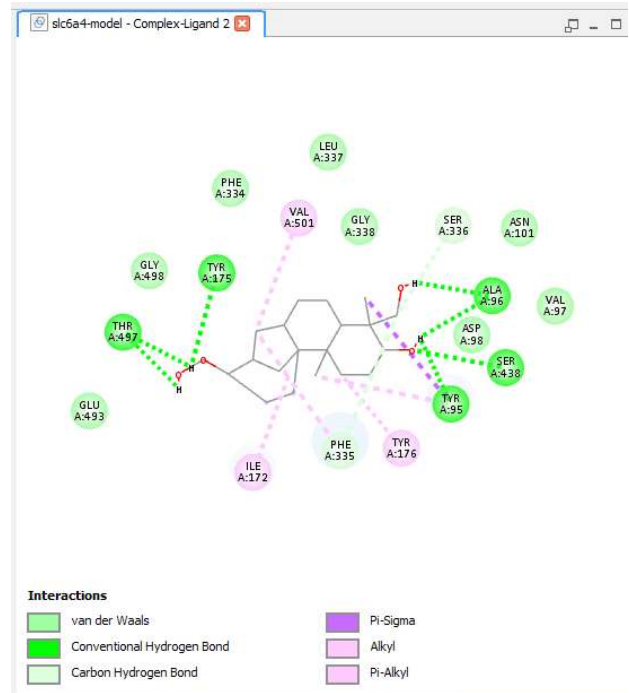 slc6a4-model - Complex-Ligand 2
LEU
A:337
PHE
A:334
VAL
A:501
GLY
A:338
SER
A:336
ASN
A:101
GLY
A:498
TYR
A:175
ALA
A:96
VAL
A:97
THR
A:497
H
O
H
ASP
A:98
H
O
SER
A:438
O
H
O
H
GLU
A:493
TYR
A:95
PHE
A:335
TYR
A:176
ILE
A:172
Interactions
van der Waals
Conventional Hydrogen Bond
Carbon Hydrogen Bond
Pi-Sigma
Alkyl
Pi-Alkyl